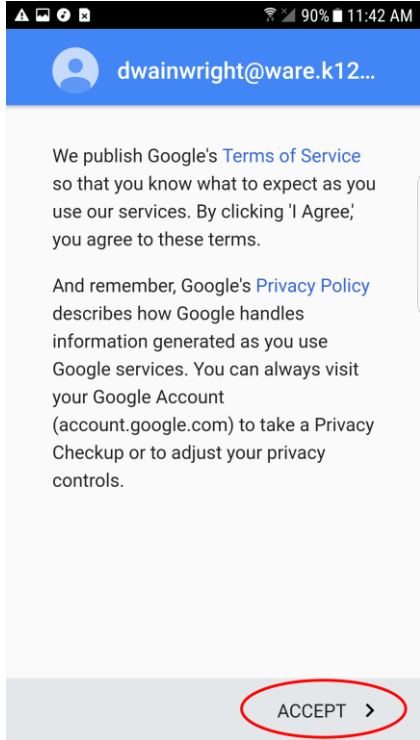 90% 11:42 AM
dwainwright@ware.k12...
We publish Google's Terms of Service
so that you know what to expect as you
use our services. By clicking 'I Agree,'
you agree to these terms.
And remember, Google's Privacy Policy
describes how Google handles
information generated as you use
Google services. You can always visit
your Google Account
(account.google.com) to take a Privacy
Checkup or to adjust your privacy
controls.
ACCEPT >